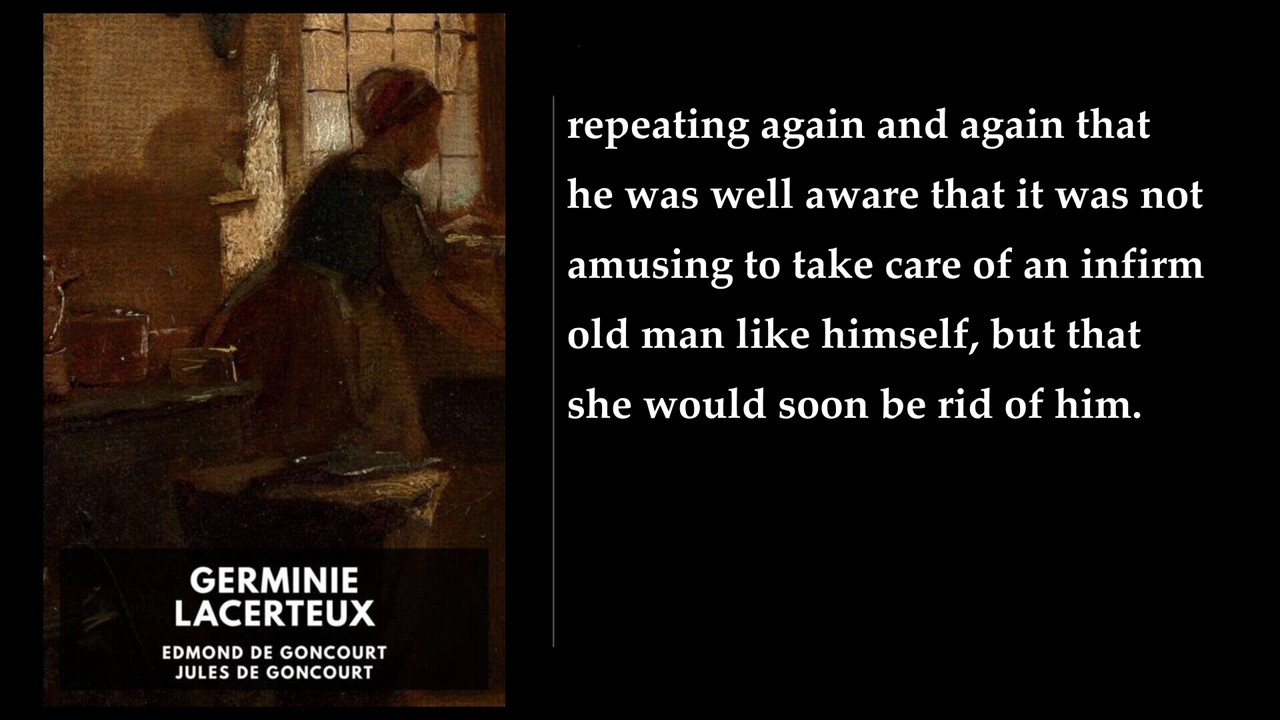 repeating again and again that
he was well aware that it was not
amusing to take care of an infirm
old man like himself, but that
she would soon be rid of him.
GERMINIE
LACERTEUX
EDMOND DE GONCOURT
JULES DE GONCOURT